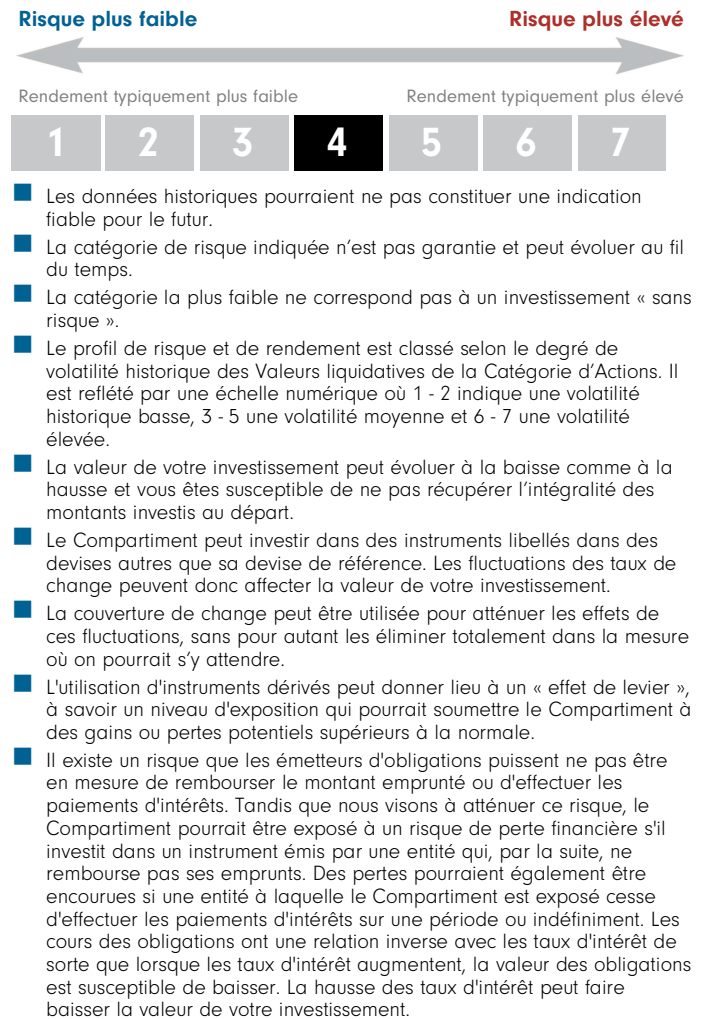 Risque plus faible Risque plus élevé
Rendement typiquement plus faible Rendement typiquement plus élevé
1 2 3 4 5 6 7
Les données historiques pourraient ne pas constituer une indication
fiable pour le futur.
La catégorie de risque indiquée n’est pas garantie et peut évoluer au fil
du temps.
La catégorie la plus faible ne correspond pas à un investissement « sans
risque ».
Le profil de risque et de rendement est classé selon le degré de
volatilité historique des Valeurs liquidatives de la Catégorie d’Actions. Il
est reflété par une échelle numérique où 1 - 2 indique une volatilité
historique basse, 3 - 5 une volatilité moyenne et 6 - 7 une volatilité
élevée.
La valeur de votre investissement peut évoluer à la baisse comme à la
hausse et vous êtes susceptible de ne pas récupérer l’intégralité des
montants investis au départ.
Le Compartiment peut investir dans des instruments libellés dans des
devises autres que sa devise de référence. Les fluctuations des taux de
change peuvent donc affecter la valeur de votre investissement.
La couverture de change peut être utilisée pour atténuer les effets de
ces fluctuations, sans pour autant les éliminer totalement dans la mesure
où on pourrait s’y attendre.
L'utilisation d'instruments dérivés peut donner lieu à un « effet de levier »,
à savoir un niveau d'exposition qui pourrait soumettre le Compartiment à
des gains ou pertes potentiels supérieurs à la normale.
Il existe un risque que les émetteurs d'obligations puissent ne pas être
en mesure de rembourser le montant emprunté ou d'effectuer les
paiements d'intérêts. Tandis que nous visons à atténuer ce risque, le
Compartiment pourrait être exposé à un risque de perte financière s'il
investit dans un instrument émis par une entité qui, par la suite, ne
rembourse pas ses emprunts. Des pertes pourraient également être
encourues si une entité à laquelle le Compartiment est exposé cesse
d'effectuer les paiements d'intérêts sur une période ou indéfiniment. Les
cours des obligations ont une relation inverse avec les taux d'intérêt de
sorte que lorsque les taux d'intérêt augmentent, la valeur des obligations
est susceptible de baisser. La hausse des taux d'intérêt peut faire
baisser la valeur de votre investissement.